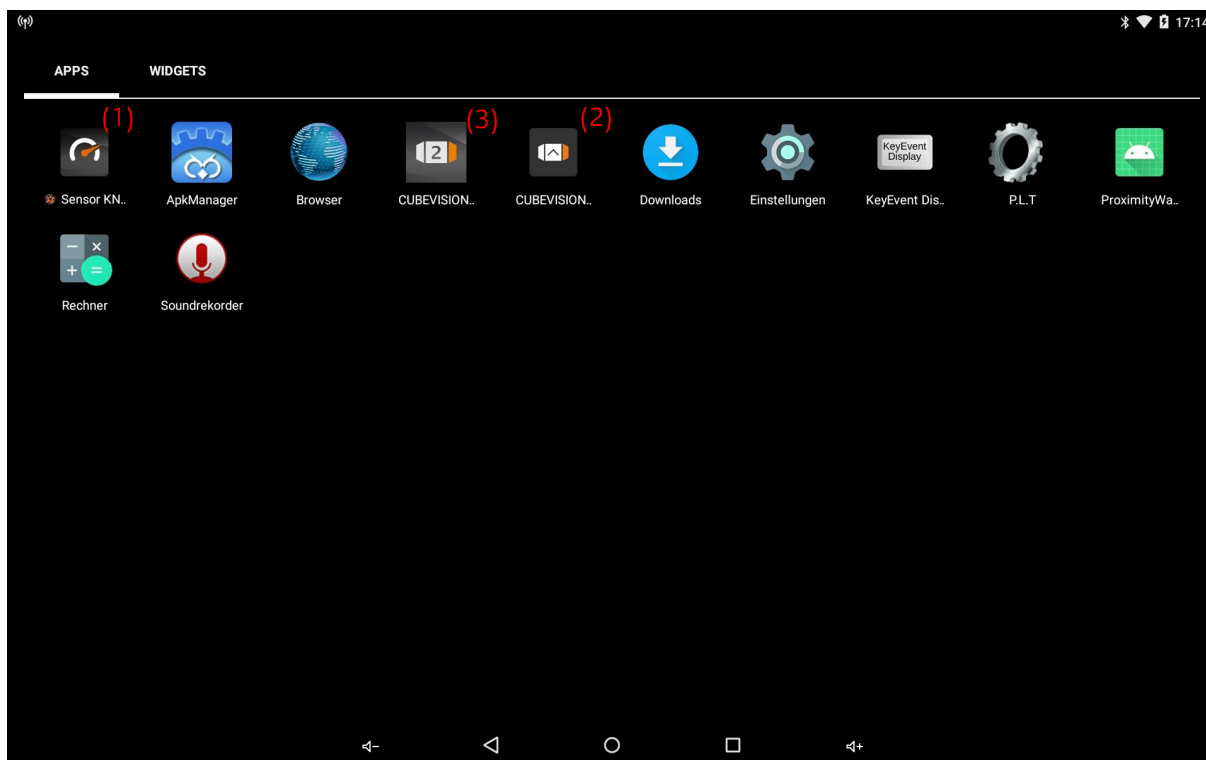 17:14
APPS WIDGETS
(1) (3) (2)
2
KeyEvent
Display
Sensor KN.. ApkManager Browser CUBEVISION.. CUBEVISION.. Downloads Einstellungen KeyEvent Dis.. P.L.T ProximityWa..
Rechner Soundrekorder